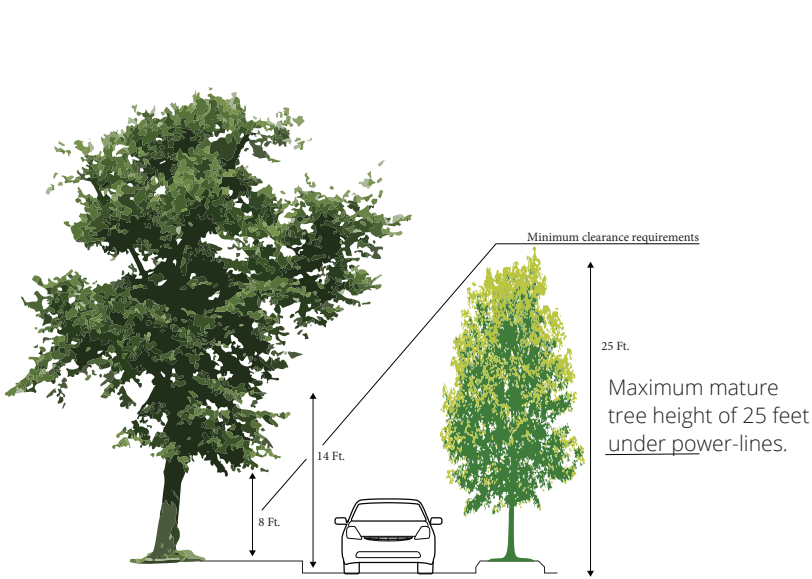 Minimum clearance requirements
25 Ft.
Maximum mature
tree height of 25 feet
under power-lines.
14 Ft.
8 Ft.